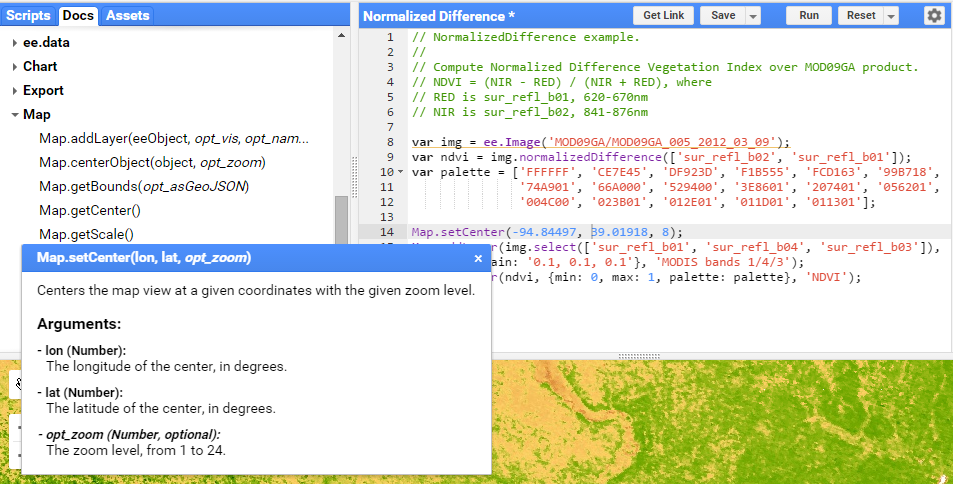 Scripts Docs Assets
ee.data
Chart
Export
Map
Map.addLayer(eeObject, opt_vis, opt_nam...
Map.centerObject(object, opt_zoom)
Map.getBounds(opt_asGeoJSON)
Map.getCenter()
Map.getScale()
Map.setCenter(lon, lat, opt_zoom) ×
Centers the map view at a given coordinates with the given zoom level.
Arguments:
- lon (Number):
The longitude of the center, in degrees.
- lat (Number):
The latitude of the center, in degrees.
- opt_zoom (Number, optional):
The zoom level, from 1 to 24.
Normalized Difference * Get Link Save Run Reset
1 // NormalizedDifference example.
2 //
3 // Compute Normalized Difference Vegetation Index over MOD09GA product.
4 // NDVI = (NIR - RED) / (NIR + RED), where
5 // RED is sur_refl_b01, 620-670nm
6 // NIR is sur_refl_b02, 841-876nm
7
8 var img = ee.Image('MOD09GA/MOD09GA_005_2012_03_09');
9 var ndvi = img.normalizedDifference(['sur_refl_b02', 'sur_refl_b01']);
10 var palette = ['FFFFFF', 'CE7E45', 'DF923D', 'F1B555', 'FCD163', '99B718',
11 '74A901', '66A000', '529400', '3E8601', '207401', '056201',
12 '004C00', '023B01', '012E01', '011D01', '011301'];
13
14 Map.setCenter(-94.84497, 39.01918, 8);
(img.select(['sur_refl_b01', 'sur_refl_b04', 'sur_refl_b03']),
ain: '0.1, 0.1, 0.1'}, 'MODIS bands 1/4/3');
r(ndvi, {min: 0, max: 1, palette: palette}, 'NDVI');